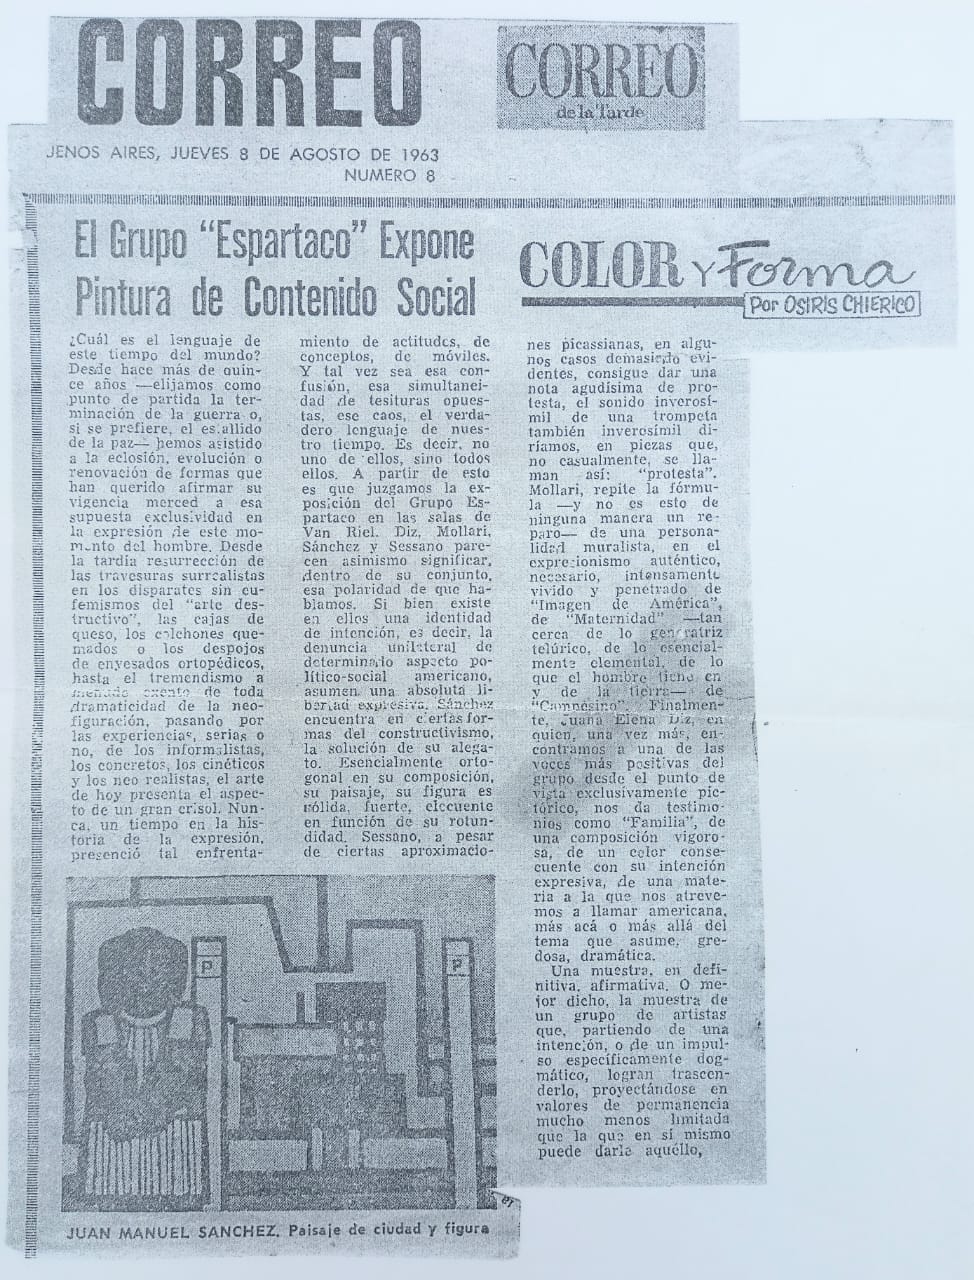 CORREO
CORREO
de la Tarde
JENOS AIRES, JUEVES 8 DE AGOSTO DE 1963
NUMERO 8
El Grupo “Espartaco” Expone
Pintura de Contenido Social
COLOR Y Forma
Por OSIRIS CHIERICO
¿Cuál es el lenguaje de
este tiempo del mundo?
Desde hace más de quin-
ce años —elijamos como
punto de partida la ter-
minación de la guerra o,
si se prefiere, el estallido
de la paz— hemos asistido
a la eclosión, evolución o
renovación de formas que
han querido afirmar su
vigencia merced a esa
supuesta exclusividad en
la expresión de este mo-
mento del hombre. Desde
la tardía resurrección de
las travesuras surrealistas
en los disparates sin eu-
femismos del "arte des-
tructivo", las cajas de
queso, los colchones que-
mados o los despojos
de enyesados ortopédicos,
hasta el tremendismo a
menudo exento de toda
dramaticidad de la neo-
figuración, pasando por
las experiencias, serias o
no, de los informalistas,
los concretos, los cinéticos
y los neo realistas, el arte
de hoy presenta el aspec-
to de un gran crisol. Nun-
ca, un tiempo en la his-
toria de la expresión,
presenció tal enfrenta-
miento de actitudes, de
conceptos, de móviles.
Y tal vez sea esa con-
fusión, esa simultanei-
dad de tesituras opues-
tas, ese caos, el verda-
dero lenguaje de nues-
tro tiempo. Es decir, no
uno de ellos, sino todos
ellos. A partir de esto
es que juzgamos la ex-
posición del Grupo Es-
partaco en las salas de
Van Riel. Diz, Mollari,
Sánchez y Sessano pare-
cen asimismo significar,
dentro de su conjunto,
esa polaridad de que ha-
blamos. Si bien existe
en ellos una identidad
de intención, es decir, la
denuncia unilateral de
determinado aspecto po-
lítico-social americano,
asumen una absoluta li-
bertad expresiva. Sánchez
encuentra en ciertas for-
mas del constructivismo,
la solución de su alega-
to. Esencialmente orto-
gonal en su composición,
su paisaje, su figura es
sólida, fuerte, elocuente
en función de su rotun-
didad. Sessano, a pesar
de ciertas aproximacio-
nes picassianas, en algu-
nos casos demasiado evi-
dentes, consigue dar una
nota agudísima de pro-
testa, el sonido inverosí-
mil de una trompeta
también inverosímil di-
ríamos, en piezas que,
no casualmente, se lla-
man así: "protesta".
Mollari, repite la fórmu-
la —y no es esto de
ninguna manera un re-
paro— de una persona-
lidad muralista, en el
expresionismo auténtico,
necesario, intensamente
vivido y penetrado de
"Imagen de América",
de "Maternidad" —tan
cerca de lo generatriz
telúrico, de lo esencial-
mente elemental, de lo
que el hombre tiene en
y de la tierra— de
"Campesino". Finalmen-
te, Juana Elena Diz, en
quien, una vez más, en-
contramos a una de las
voces más positivas del
grupo desde el punto de
vista exclusivamente pic-
tórico, nos da testimo-
nios como "Familia", de
una composición vigoro-
sa, de un color conse-
cuente con su intención
expresiva, de una mate-
ria a la que nos atreve-
mos a llamar americana,
más acá o más allá del
tema que asume, gre-
dosa, dramática.
Una muestra, en defi-
nitiva, afirmativa. O me-
jor dicho, la muestra de
un grupo de artistas
que, partiendo de una
intención, o de un impul-
so específicamente dog-
mático, logran trascen-
derlo, proyectándose en
valores de permanencia
mucho menos limitada
que la que en sí mismo
puede darle aquéllo,
P
P
JUAN MANUEL SANCHEZ. Paisaje de ciudad y figura